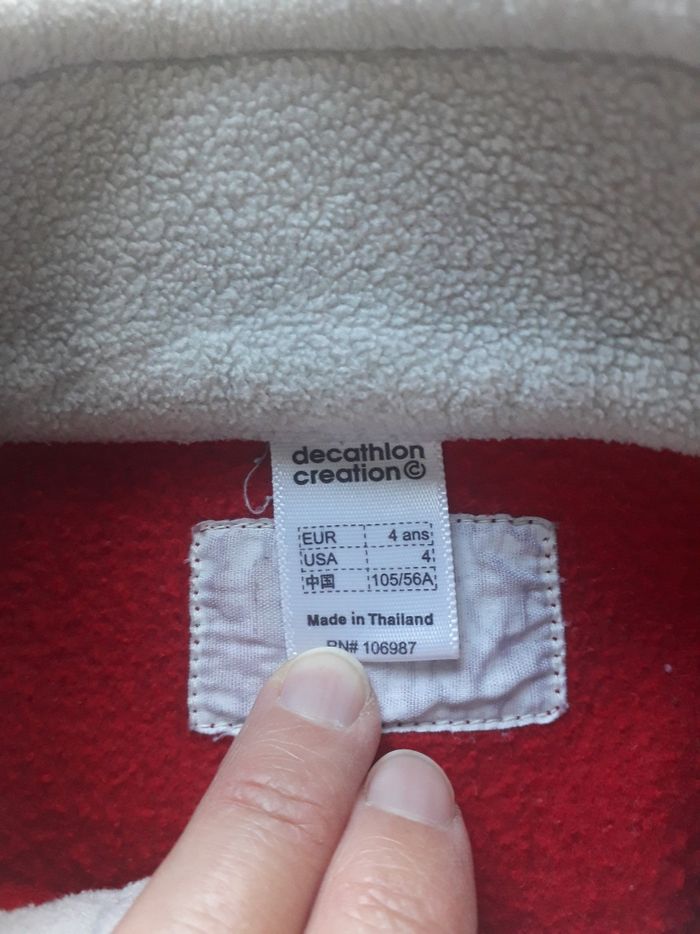 decathlon
creation©
EUR 4 ans
USA 4
中国 105/56A
Made in Thailand
RN# 106987